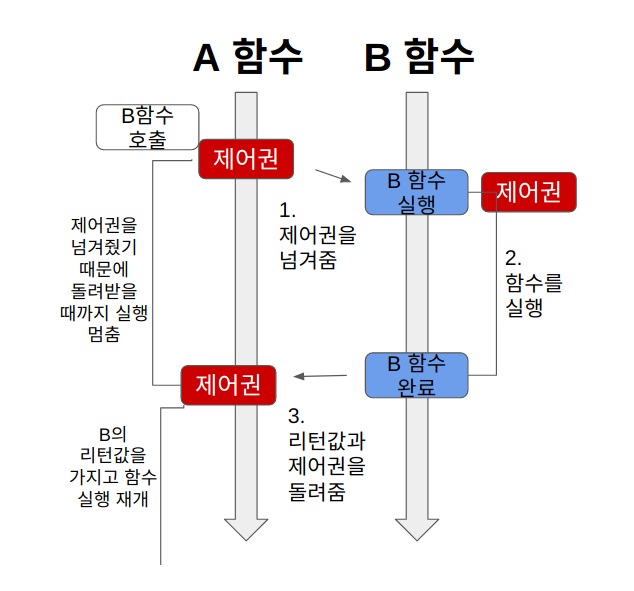 A 함수
B 함수
B함수
호출
제어권
B 함수
실행
제어권
1.
제어권을
넘겨줌
제어권을
넘겨줬기
때문에
돌려받을
때까지 실행
멈춤
2.
함수를
실행
B 함수
완료
제어권
3.
리턴값과
제어권을
돌려줌
B의
리턴값을
가지고 함수
실행 재개